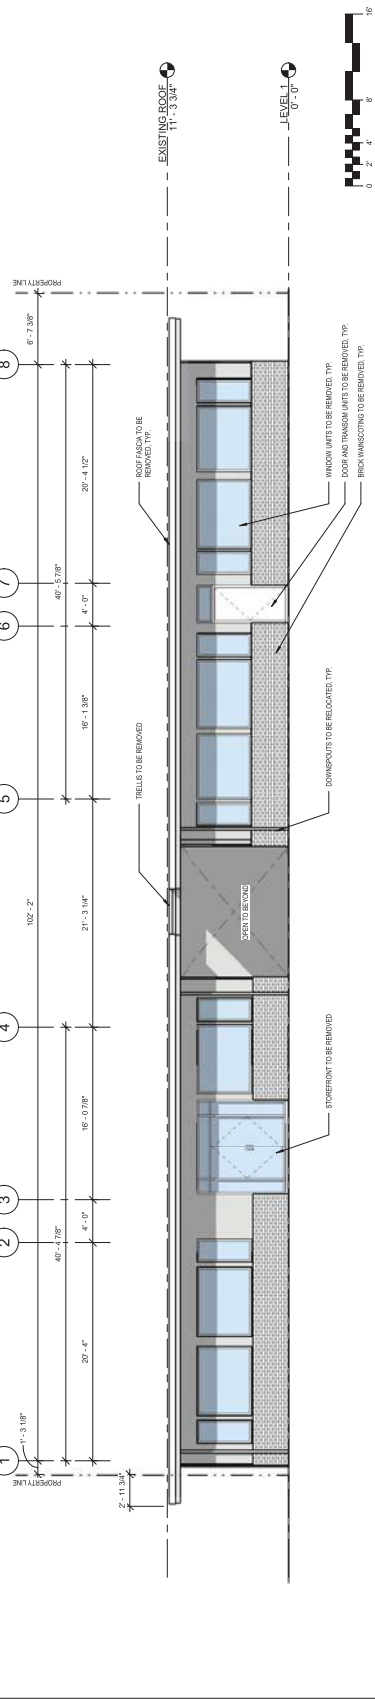 1
2
3
4
5
6
7
8
1' - 3 1/8"
102' - 2"
6' - 7 3/8"
40' - 4 7/8"
40' - 5 7/8"
20' - 4"
4' - 0"
16' - 0 7/8"
21' - 3 1/4"
16' - 1 3/8"
4' - 0"
20' - 4 1/2"
PROPERTY LINE
PROPERTY LINE
2' - 11 3/4"
TRELLIS TO BE REMOVED
ROOF FASCIA TO BE
REMOVED, TYP.
EXISTING ROOF
11' - 3 3/4"
OPEN TO BEYOND
LEVEL 1
0' - 0"
STOREFRONT TO BE REMOVED
DOWNSPOUTS TO BE RELOCATED, TYP.
WINDOW UNITS TO BE REMOVED, TYP.
DOOR AND TRANSOM UNITS TO BE REMOVED, TYP.
BRICK WAINSCOTING TO BE REMOVED, TYP.
0 2' 4' 8' 16'